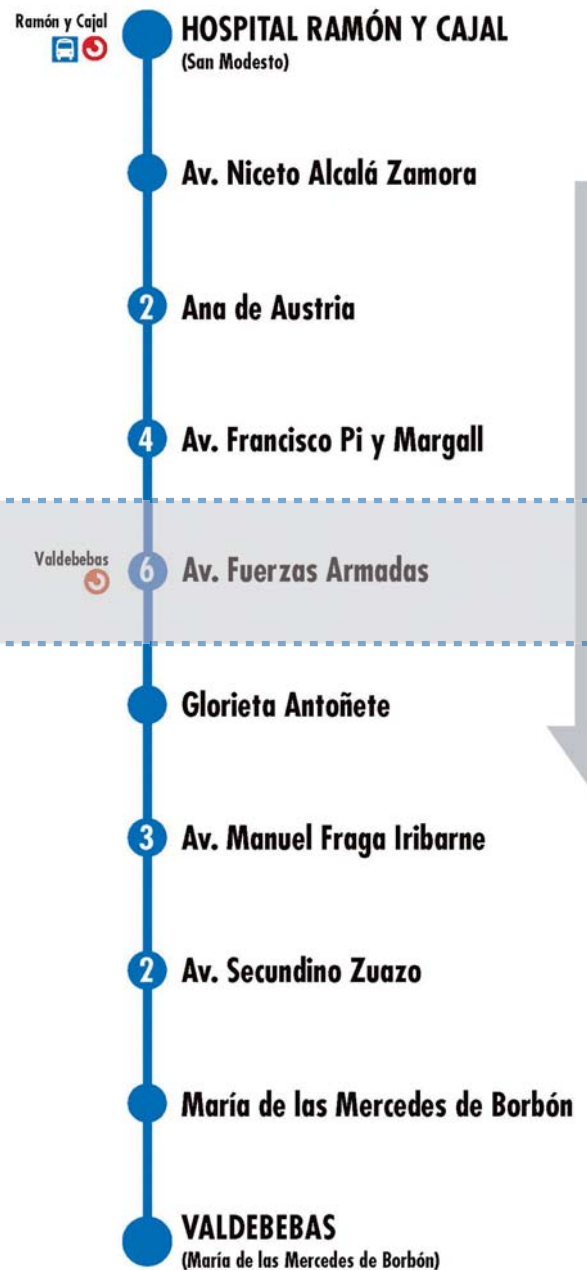 Ramón y Cajal
HOSPITAL RAMÓN Y CAJAL
(San Modesto)
Av. Niceto Alcalá Zamora
2 Ana de Austria
4 Av. Francisco Pi y Margall
Valdebebas
6 Av. Fuerzas Armadas
Glorieta Antoñete
3 Av. Manuel Fraga Iribarne
2 Av. Secundino Zuazo
María de las Mercedes de Borbón
VALDEBEBAS
(María de las Mercedes de Borbón)